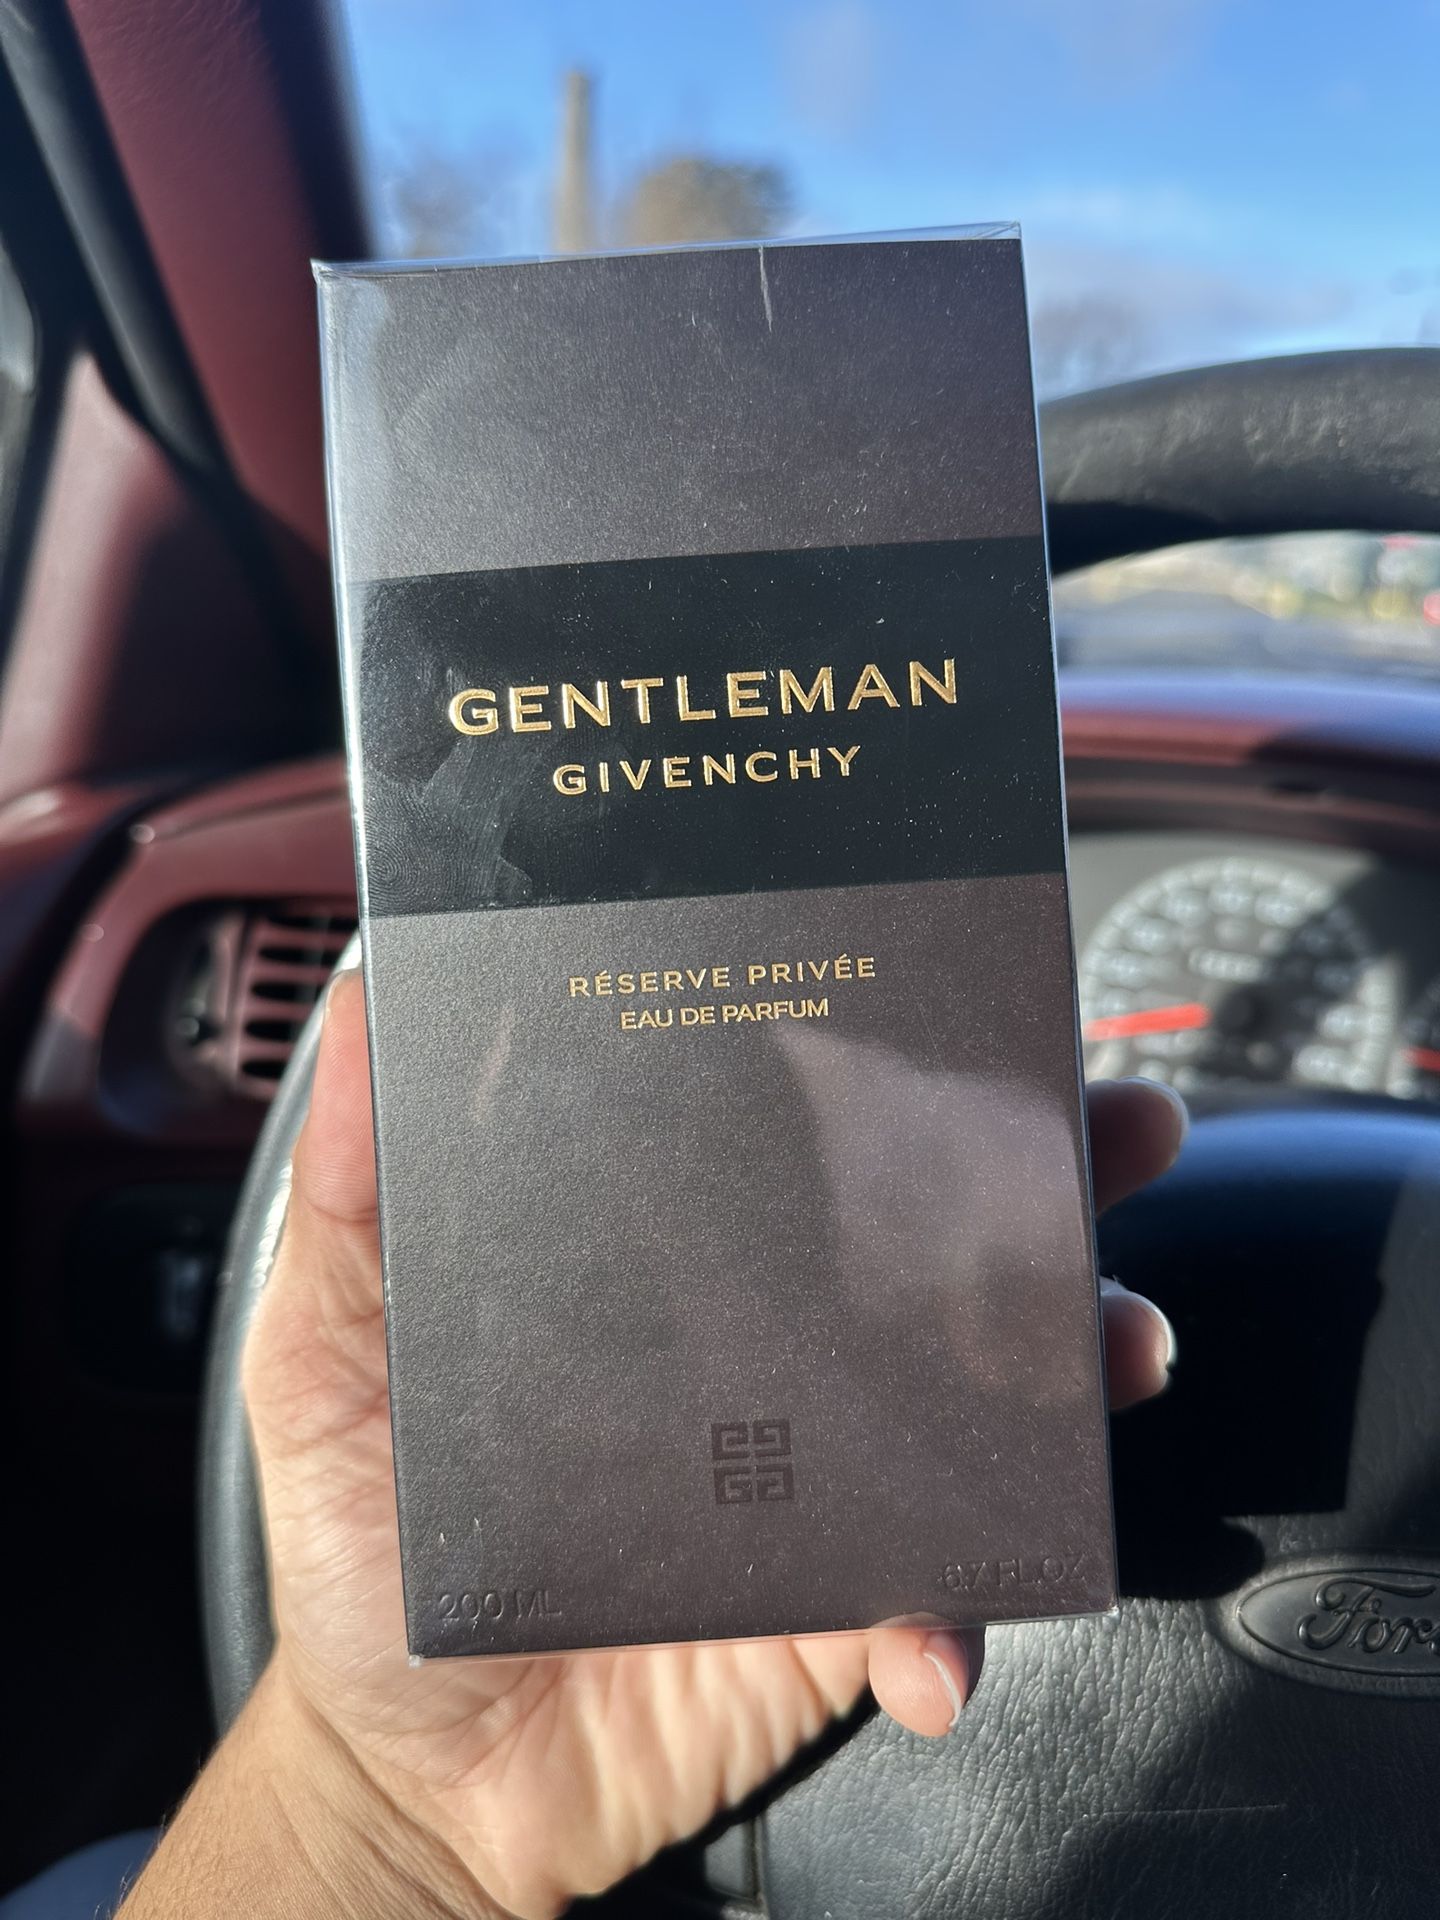 GENTLEMAN
GIVENCHY
RÉSERVE PRIVÉE
EAU DE PARFUM
200 ML
6.7 FL.OZ
Ford